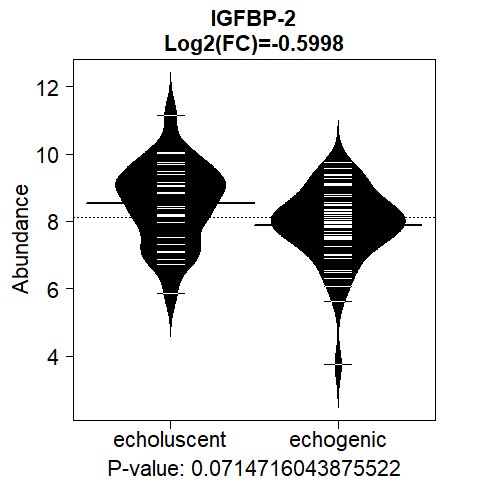 IGFBP-2
Log2(FC)=-0.5998
12
10
8
6
4
Abundance
echoluscent echogenic
P-value: 0.0714716043875522